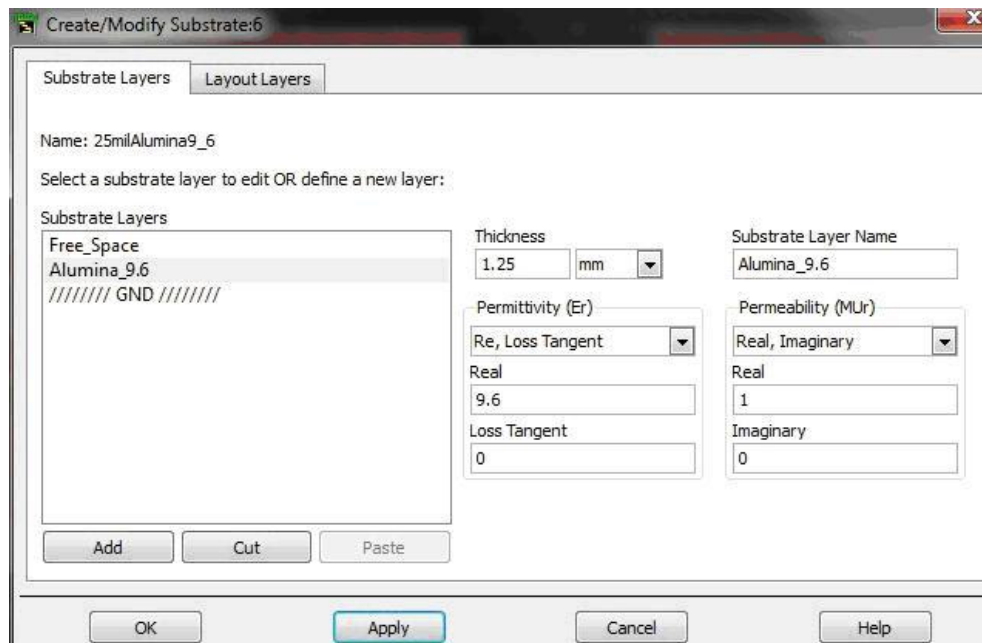 Create/Modify Substrate:6
Substrate Layers
Layout Layers
Name: 25milAlumina9_6
Select a substrate layer to edit OR define a new layer:
Substrate Layers
Free_Space
Alumina_9.6
//////// GND ////////
Add
Cut
Paste
Thickness
1.25
mm
Substrate Layer Name
Alumina_9.6
Permittivity (Er)
Re, Loss Tangent
Real
9.6
Loss Tangent
0
Permeability (MUr)
Real, Imaginary
Real
1
Imaginary
0
OK
Apply
Cancel
Help